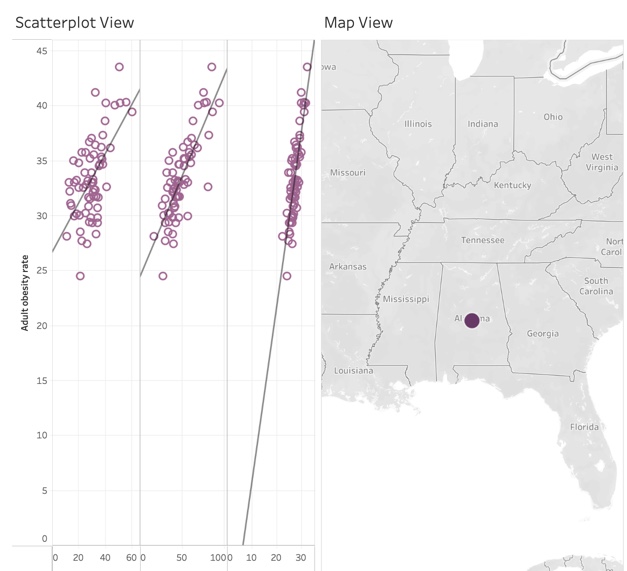 Scatterplot View
Map View
Adult obesity rate
45
40
35
30
25
20
15
10
5
0
0 20 40 60
0 50 100
0 10 20 30
owa
Illinois
Indiana
Ohio
Missouri
West
Virginia
Kentucky
Tennessee
Nort
Carol
Arkansas
South
Carolina
Mississippi
Al na
Georgia
Louisiana
Florida